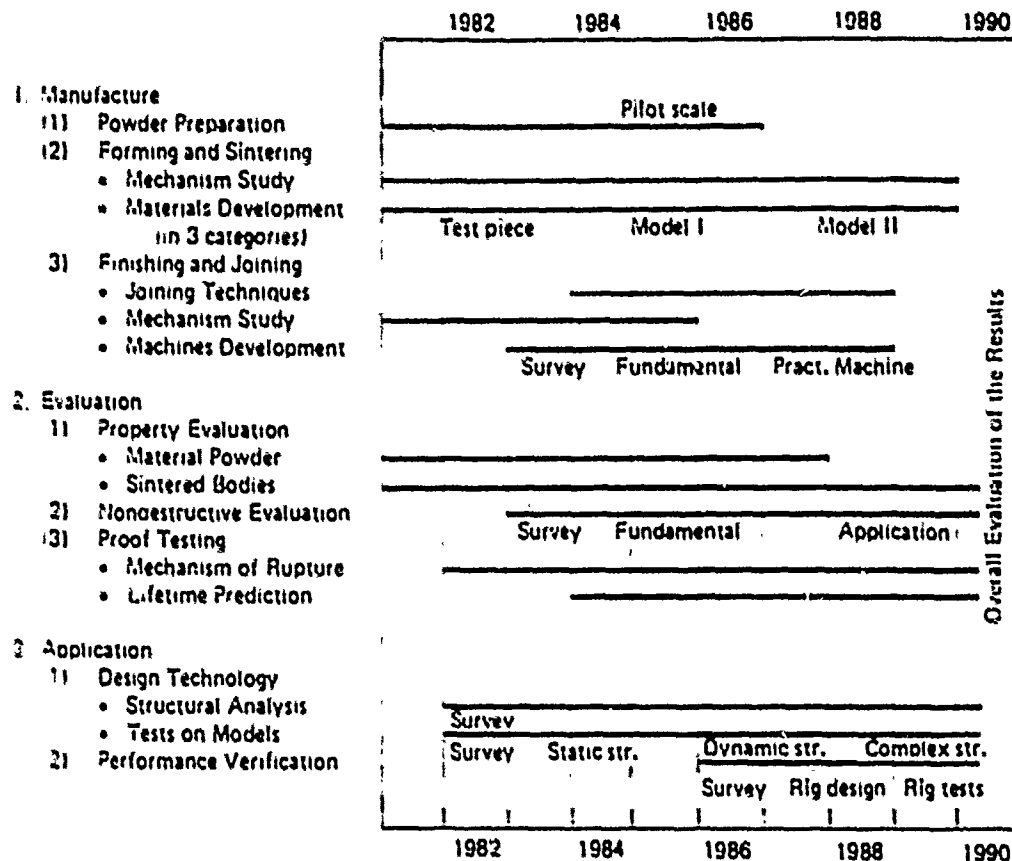 1982 1984 1986 1988 1990
1. Manufacture
(1) Powder Preparation Pilot scale
(2) Forming and Sintering
• Mechanism Study
• Materials Development
(in 3 categories) Test piece Model I Model II
3) Finishing and Joining
• Joining Techniques
• Mechanism Study
• Machines Development
Survey Fundamental Pract. Machine
2. Evaluation
1) Property Evaluation
• Material Powder
• Sintered Bodies
2) Nondestructive Evaluation
Survey Fundamental Application
(3) Proof Testing
• Mechanism of Rupture
• Lifetime Prediction
Overall Evaluation of the Results
3 Application
1) Design Technology
• Structural Analysis
Survey
• Tests on Models
Survey Static str. Dynamic str. Complex str.
2) Performance Verification
Survey Rig design Rig tests
1982 1984 1986 1988 1990